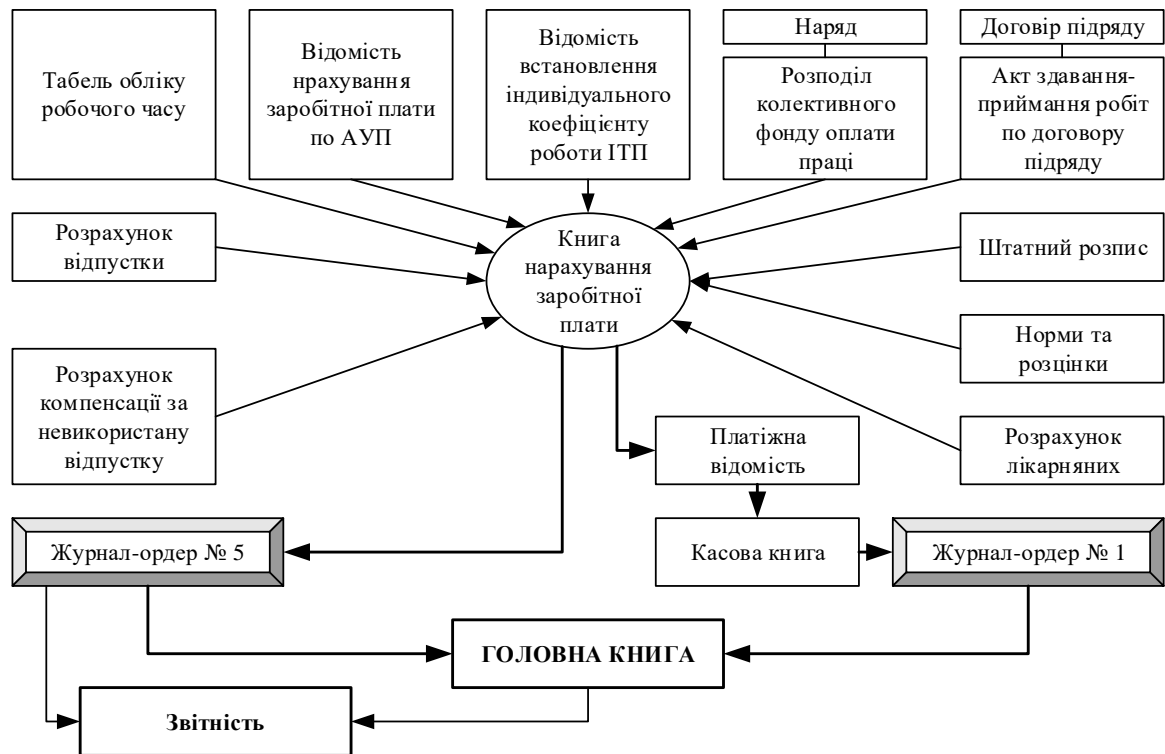 Табель обліку
робочого часу
Відомість
нрахування
заробітної плати
по АУП
Відомість
встановлення
індивідуального
коефіцієнту
роботи ІТП
Наряд
Розподіл
колективного
фонду оплати
праці
Договір підряду
Акт здавання-
приймання робіт
по договору
підряду
Розрахунок
відпустки
Книга
нарахування
заробітної
плати
Штатний розпис
Норми та
розцінки
Розрахунок
компенсації за
невикористану
відпустку
Платіжна
відомість
Розрахунок
лікарняних
Журнал-ордер № 5
Касова книга
Журнал-ордер № 1
ГОЛОВНА КНИГА
Звітність